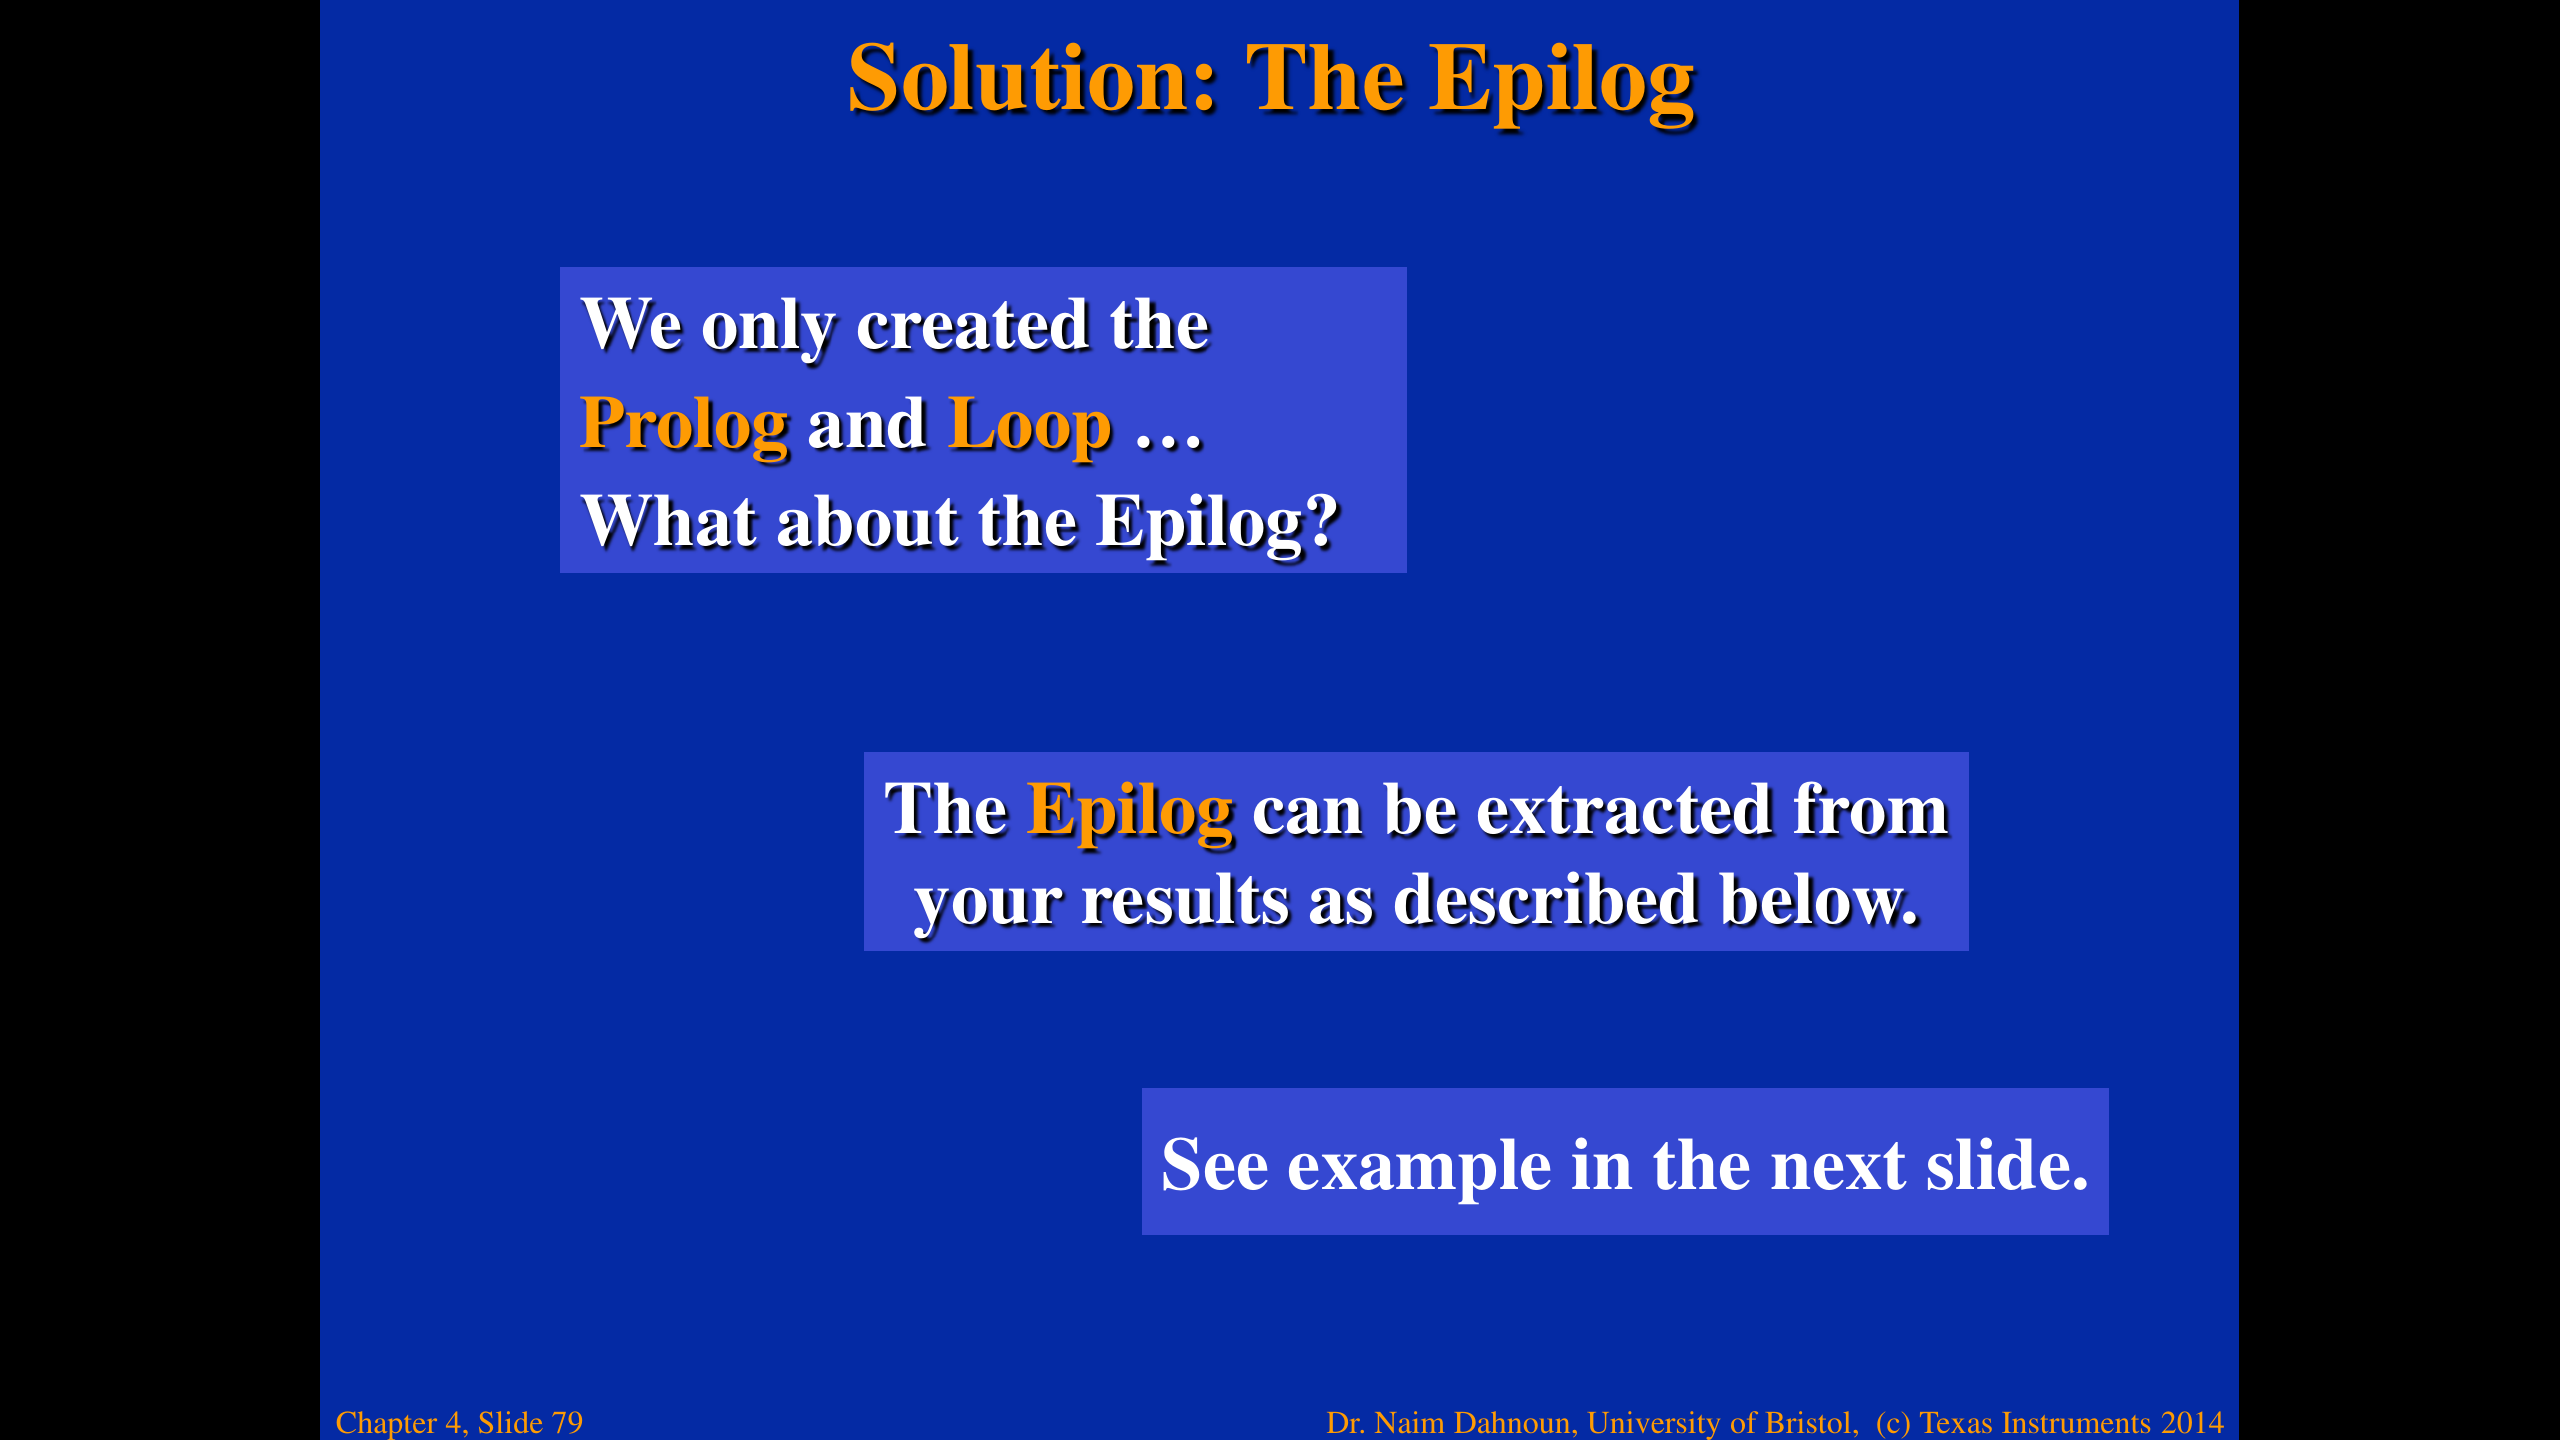 Solution: The Epilog
We only created the
Prolog and Loop …
What about the Epilog?
The Epilog can be extracted from
your results as described below.
See example in the next slide.
Chapter 4, Slide 79
Dr. Naim Dahnoun, University of Bristol,  (c) Texas Instruments 2014